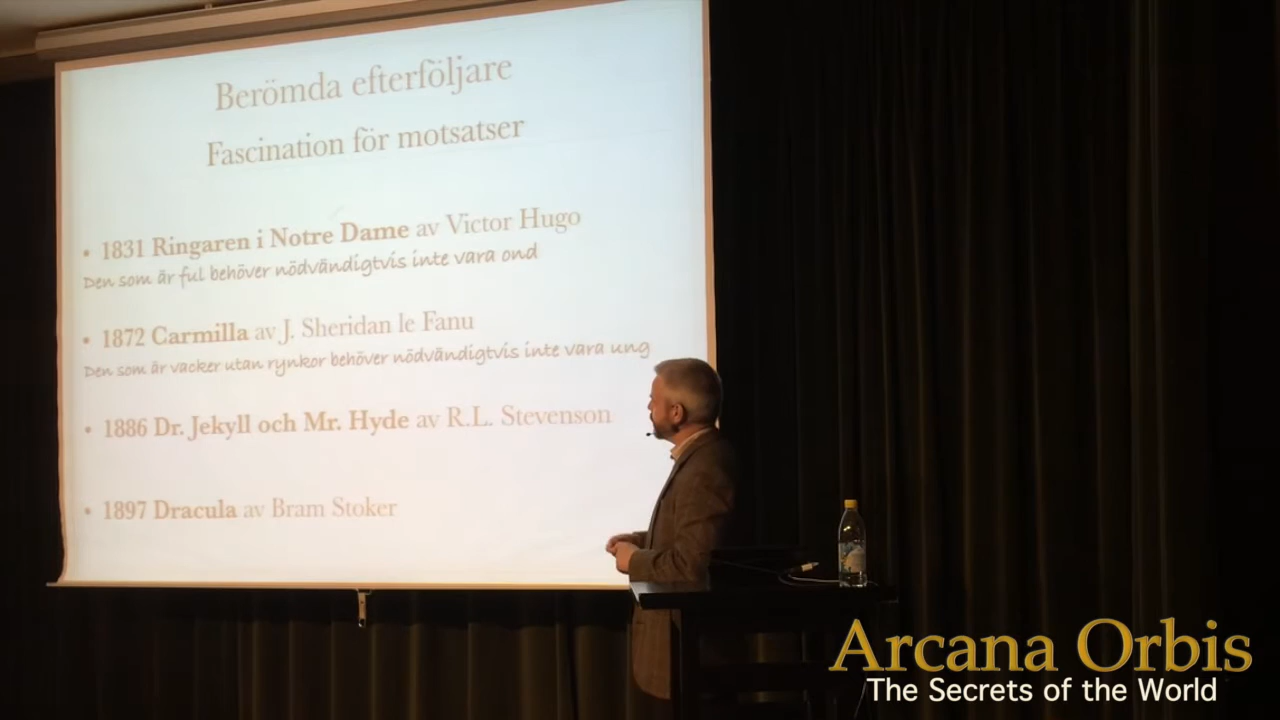 Berömda efterföljare
Fascination för motsatser
• 1831 Ringaren i Notre Dame av Victor Hugo
Den som är ful behöver nödvändigtvis inte vara ond
• 1872 Carmilla av J. Sheridan le Fanu
Den som är vacker utan rynkor behöver nödvändigtvis inte vara ung
• 1886 Dr. Jekyll och Mr. Hyde av R.L. Stevenson
• 1897 Dracula av Bram Stoker
Arcana Orbis
The Secrets of the World